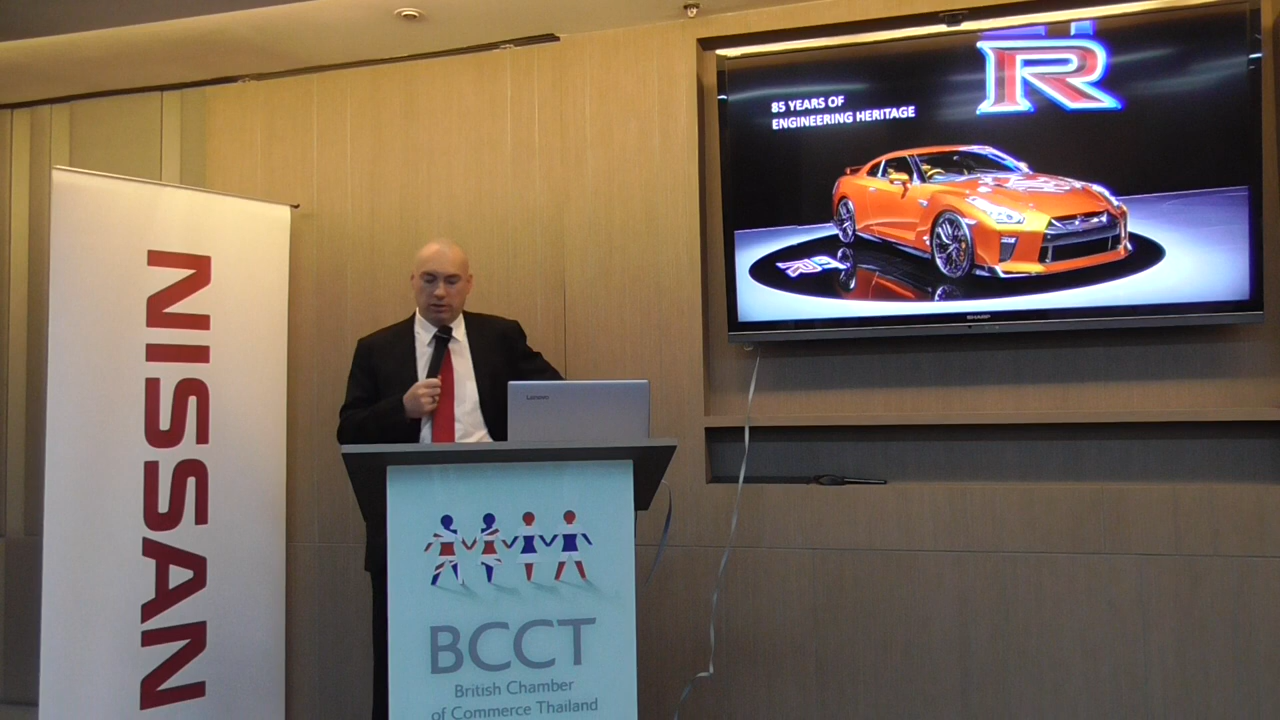 NISSAN
85 YEARS OF
ENGINEERING HERITAGE
R
R
SHARP
Lenovo
BCCT
British Chamber
of Commerce Thailand